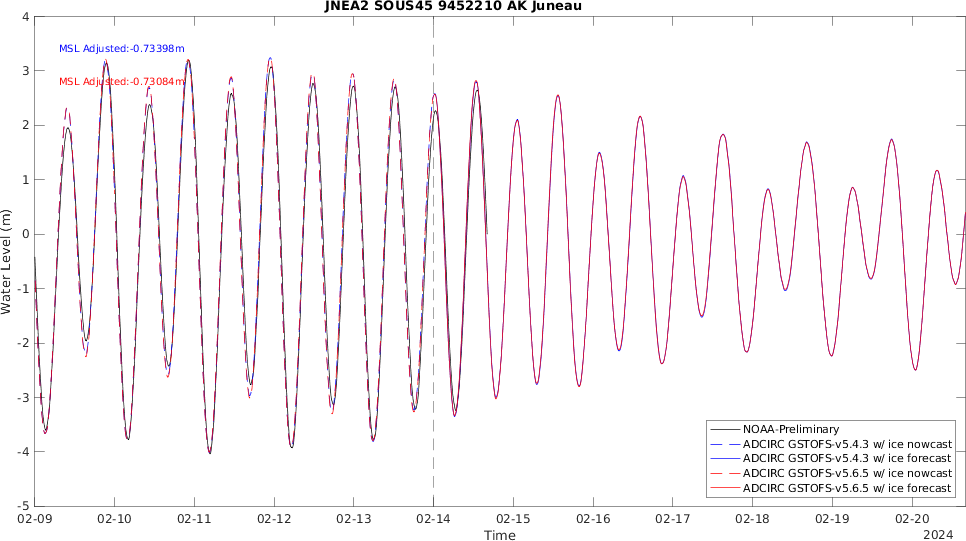 JNEA2 SOUS45 9452210 AK Juneau
4
3
2
1
0
-1
-2
-3
-4
-5
Water Level (m)
MSL Adjusted:-0.73398m
MSL Adjusted:-0.73084m
NOAA-Preliminary
ADCIRC GSTOFS-v5.4.3 w/ ice nowcast
ADCIRC GSTOFS-v5.4.3 w/ ice forecast
ADCIRC GSTOFS-v5.6.5 w/ ice nowcast
ADCIRC GSTOFS-v5.6.5 w/ ice forecast
02-09 02-10 02-11 02-12 02-13 02-14 02-15 02-16 02-17 02-18 02-19 02-20
Time
2024